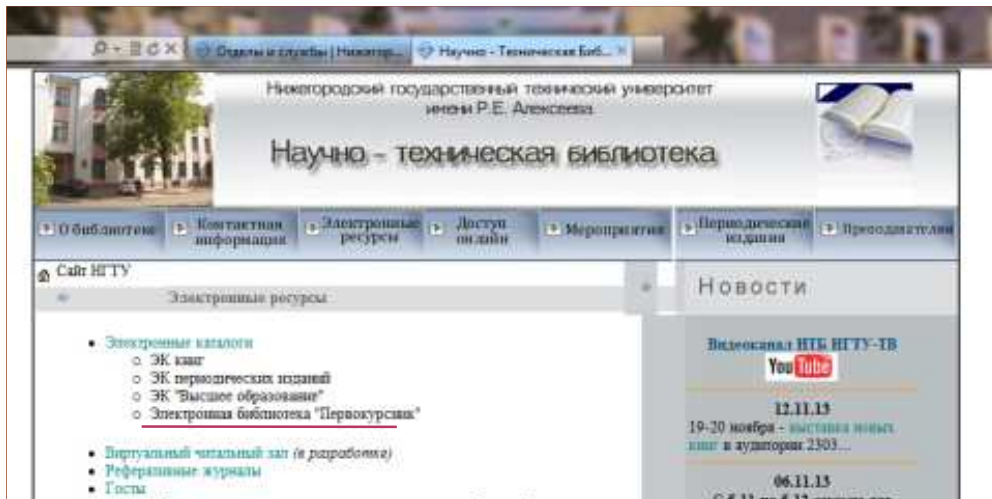 Отделы и службы | Нижегор...
Научно - Техническая Биб...
Нижегородский государственный технический университет
имени Р.Е. Алексеева
Научно - техническая библиотека
О библиотеке
Контактная
информация
Электронные
ресурсы
Доступ
онлайн
Мероприятия
Периодические
издания
Преподавателям
Сайт НГТУ
Электронные ресурсы
Электронные каталоги
ЭК книг
ЭК периодических изданий
ЭК "Высшее образование"
Электронная библиотека "Первокурсник"
Виртуальный читальный зал (в разработке)
Реферативные журналы
Госты
Новости
Видеоканал НТБ НГТУ-ТВ
YouTube
12.11.13
19-20 ноября - выставка новых
книг в аудитории 2303...
06.11.13